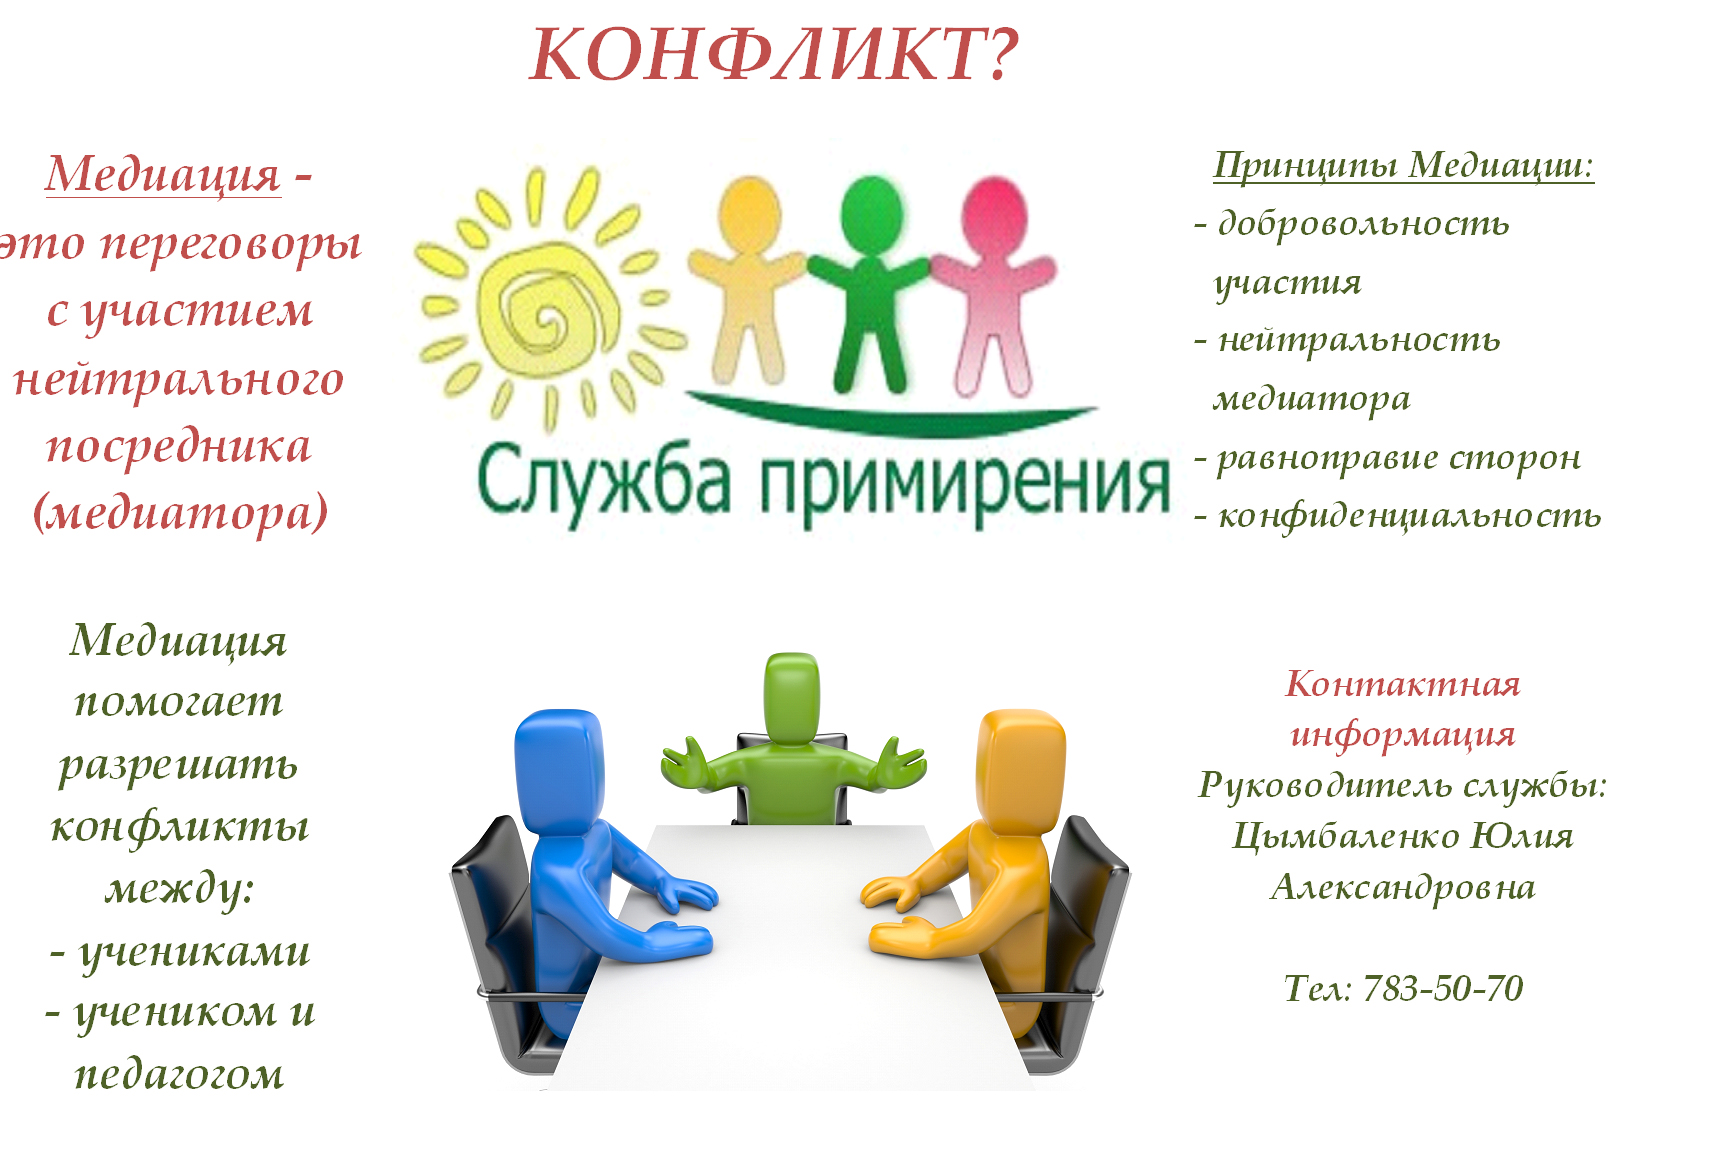 КОНФЛИКТ?
Медиация -
это переговоры
с участием
нейтрального
посредника
(медиатора)
Служба примирения
Принципы Медиации:
- добровольность
участия
- нейтральность
медиатора
- равноправие сторон
- конфиденциальность
Медиация
помогает
разрешать
конфликты
между:
- учениками
- учеником и
педагогом
Контактная
информация
Руководитель службы:
Цымбаленко Юлия
Александровна
Тел: 783-50-70